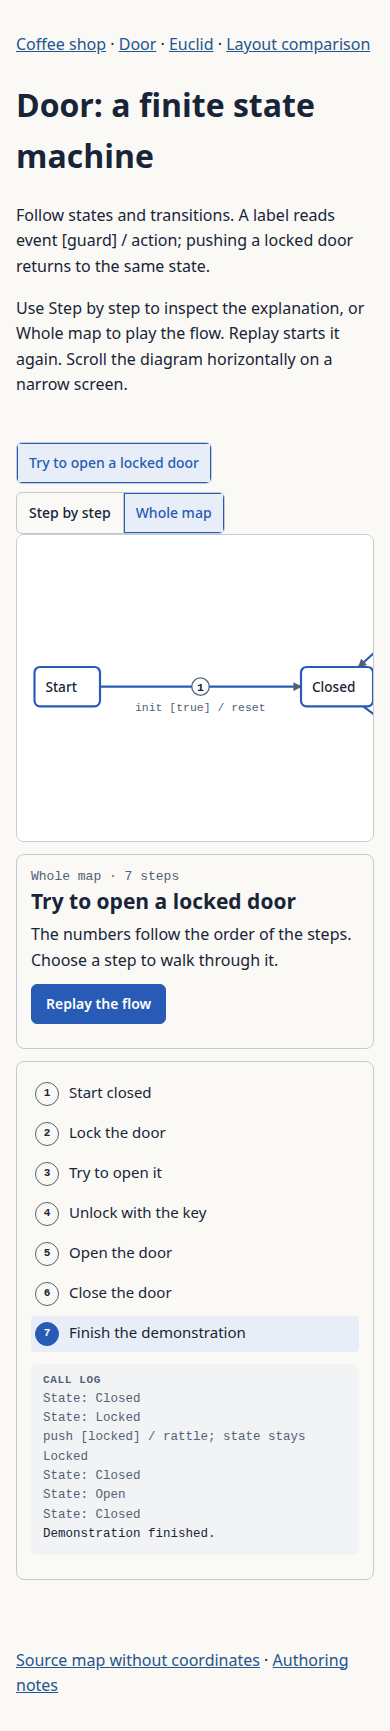 Coffee shop · Door · Euclid · Layout comparison
Door: a finite state
machine
Follow states and transitions. A label reads
event [guard] / action; pushing a locked door
returns to the same state.
Use Step by step to inspect the explanation, or
Whole map to play the flow. Replay starts it
again. Scroll the diagram horizontally on a
narrow screen.
Try to open a locked door
Step by step Whole map
Start 1 Closed
init [true] / reset
Whole map · 7 steps
Try to open a locked door
The numbers follow the order of the steps.
Choose a step to walk through it.
Replay the flow
1 Start closed
2 Lock the door
3 Try to open it
4 Unlock with the key
5 Open the door
6 Close the door
7 Finish the demonstration
CALL LOG
State: Closed
State: Locked
push [locked] / rattle; state stays
Locked
State: Closed
State: Open
State: Closed
Demonstration finished.
Source map without coordinates · Authoring
notes